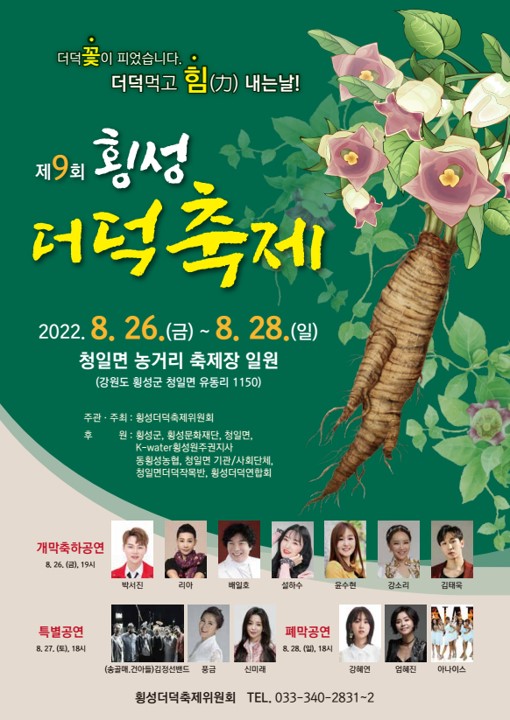 더덕꽃이 피었습니다.
더덕먹고 힘(力) 내는날!
제9회 횡성
더덕축제
2022. 8. 26.(금) ~ 8. 28.(일)
청일면 농거리 축제장 일원
(강원도 횡성군 청일면 유동리 1150)
주관 · 주최 : 횡성더덕축제위원회
후 원 : 횡성군, 횡성문화재단, 청일면,
K-water횡성원주권지사
동횡성농협, 청일면 기관/사회단체,
청일면더덕작목반, 횡성더덕연합회
개막축하공연
8. 26, (금), 19시
박서진 리아 배일호 설하수 윤수현 강소리 김태욱
특별공연
8. 27, (토), 18시
(송골매,건아들)김정선밴드 풍금 신미래
폐막공연
8. 28, (일), 18시
강혜연 엄혜진 아나이스
횡성더덕축제위원회 TEL. 033-340-2831~2